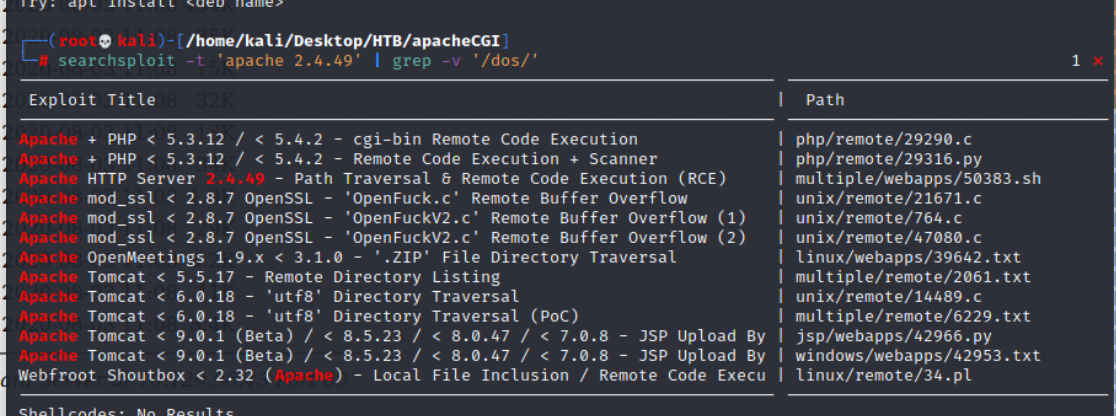 Try: apt install <deb name>
(root💀kali)-[/home/kali/Desktop/HTB/apacheCGI]
# searchsploit -t 'apache 2.4.49' | grep -v '/dos/' 1 ⨯
Exploit Title | Path
Apache + PHP < 5.3.12 / < 5.4.2 - cgi-bin Remote Code Execution | php/remote/29290.c
Apache + PHP < 5.3.12 / < 5.4.2 - Remote Code Execution + Scanner | php/remote/29316.py
Apache HTTP Server 2.4.49 - Path Traversal & Remote Code Execution (RCE) | multiple/webapps/50383.sh
Apache mod_ssl < 2.8.7 OpenSSL - 'OpenFuck.c' Remote Buffer Overflow | unix/remote/21671.c
Apache mod_ssl < 2.8.7 OpenSSL - 'OpenFuckV2.c' Remote Buffer Overflow (1) | unix/remote/764.c
Apache mod_ssl < 2.8.7 OpenSSL - 'OpenFuckV2.c' Remote Buffer Overflow (2) | unix/remote/47080.c
Apache OpenMeetings 1.9.x < 3.1.0 - '.ZIP' File Directory Traversal | linux/webapps/39642.txt
Apache Tomcat < 5.5.17 - Remote Directory Listing | multiple/remote/2061.txt
Apache Tomcat < 6.0.18 - 'utf8' Directory Traversal | unix/remote/14489.c
Apache Tomcat < 6.0.18 - 'utf8' Directory Traversal (PoC) | multiple/remote/6229.txt
Apache Tomcat < 9.0.1 (Beta) / < 8.5.23 / < 8.0.47 / < 7.0.8 - JSP Upload By | jsp/webapps/42966.py
Apache Tomcat < 9.0.1 (Beta) / < 8.5.23 / < 8.0.47 / < 7.0.8 - JSP Upload By | windows/webapps/42953.txt
Webfroot Shoutbox < 2.32 (Apache) - Local File Inclusion / Remote Code Execu | linux/remote/34.pl
Shellcodes: No Results